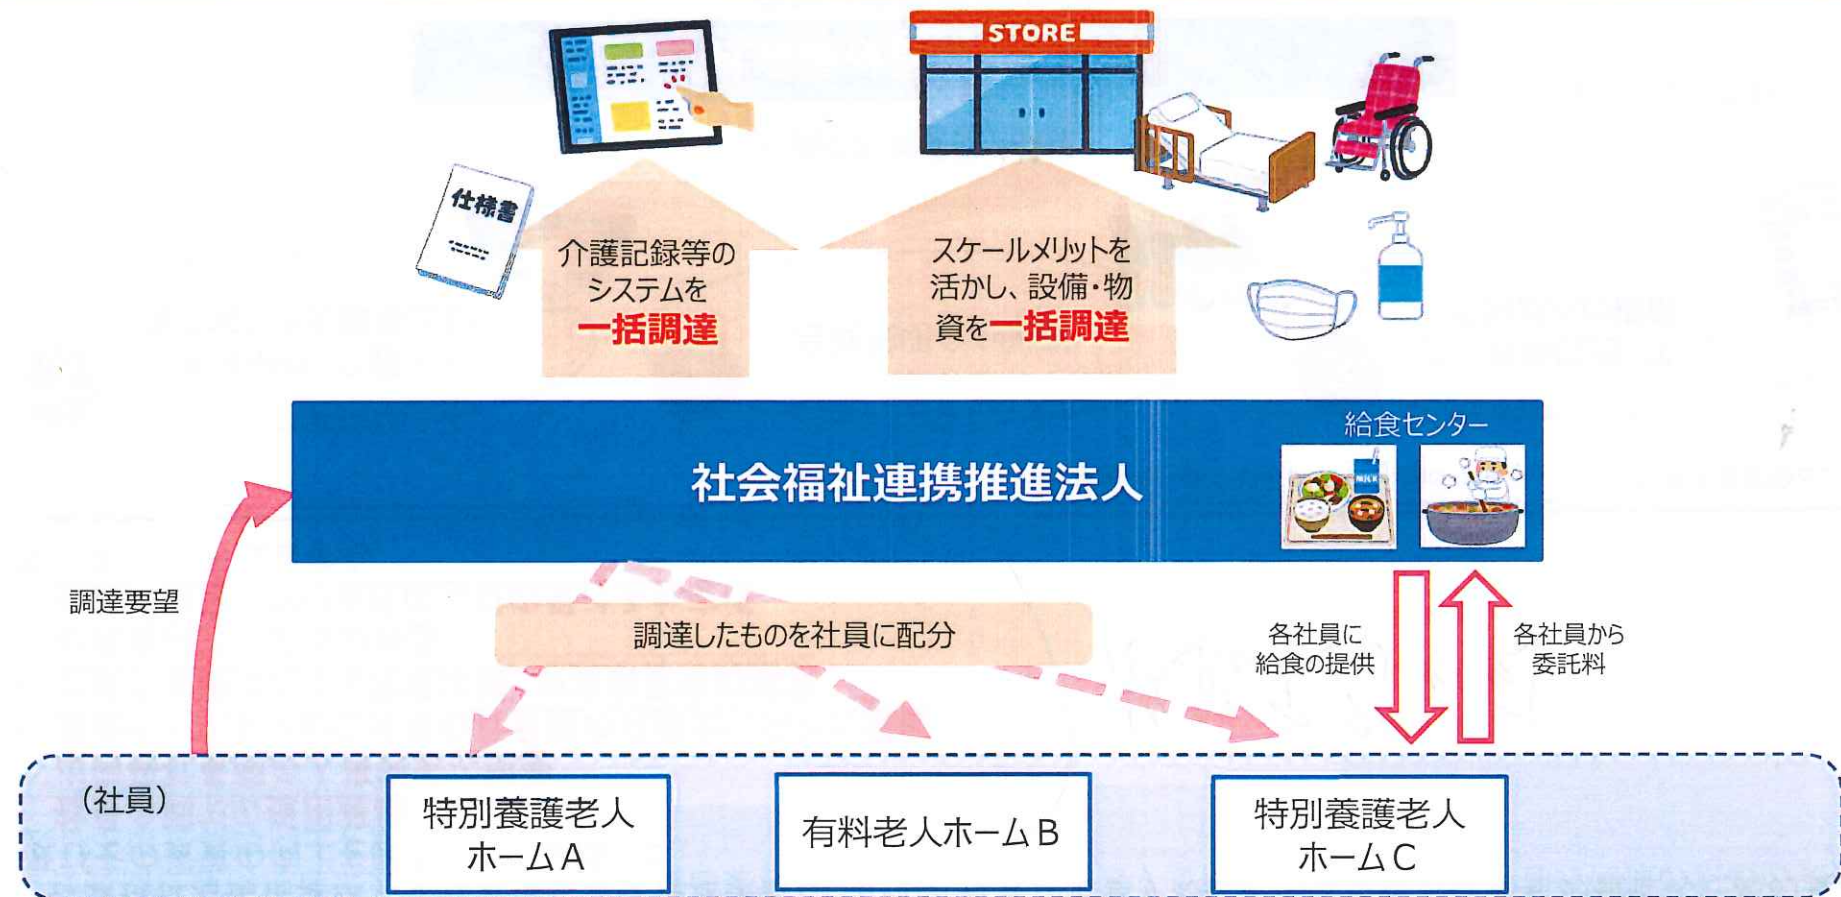 STORE
仕様書
介護記録等の
システムを
一括調達
スケールメリットを
活かし、設備・物
資を一括調達
給食センター
MILK
社会福祉連携推進法人
調達要望
調達したものを社員に配分
各社員に
給食の提供
各社員から
委託料
(社員)
特別養護老人
ホームA
有料老人ホームB
特別養護老人
ホームC